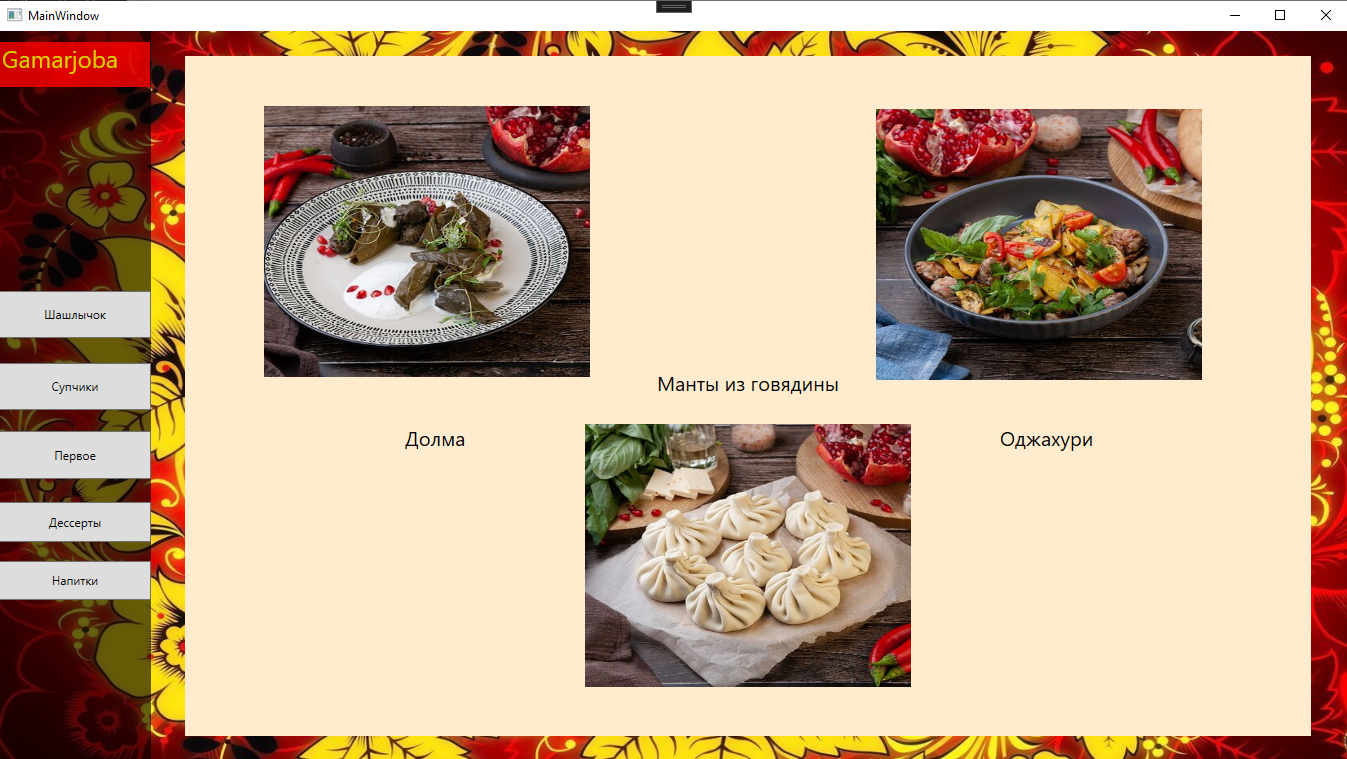 MainWindow
Gamarjoba
Шашлычок
Супчики
Первое
Дессерты
Напитки
Манты из говядины
Долма
Оджахури